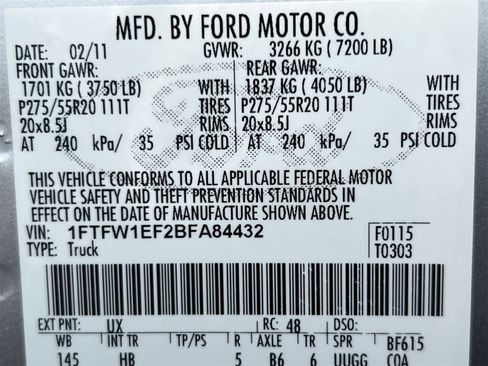 MFD. BY FORD MOTOR CO.
DATE: 02/11 GVWR: 3266 KG ( 7200 LB)
FRONT GAWR: REAR GAWR:
1701 KG ( 3750 LB) WITH 1837 KG ( 4050 LB) WITH
P275/55R20 111T TIRES P275/55R20 111T TIRES
20x8.5J RIMS 20x8.5J RIMS
AT 240 kPa/ 35 PSI COLD AT 240 kPa/ 35 PSI COLD
THIS VEHICLE CONFORMS TO ALL APPLICABLE FEDERAL MOTOR
VEHICLE SAFETY AND THEFT PREVENTION STANDARDS IN
EFFECT ON THE DATE OF MANUFACTURE SHOWN ABOVE.
VIN: 1FTFW1EF2BFA84432 F0115
TYPE: Truck T0303
EXT PNT: UX RC: 48 DSO:
WB INT TR TP/PS R AXLE TR SPR BF615
145 HB 5 B6 6 UUGG COA